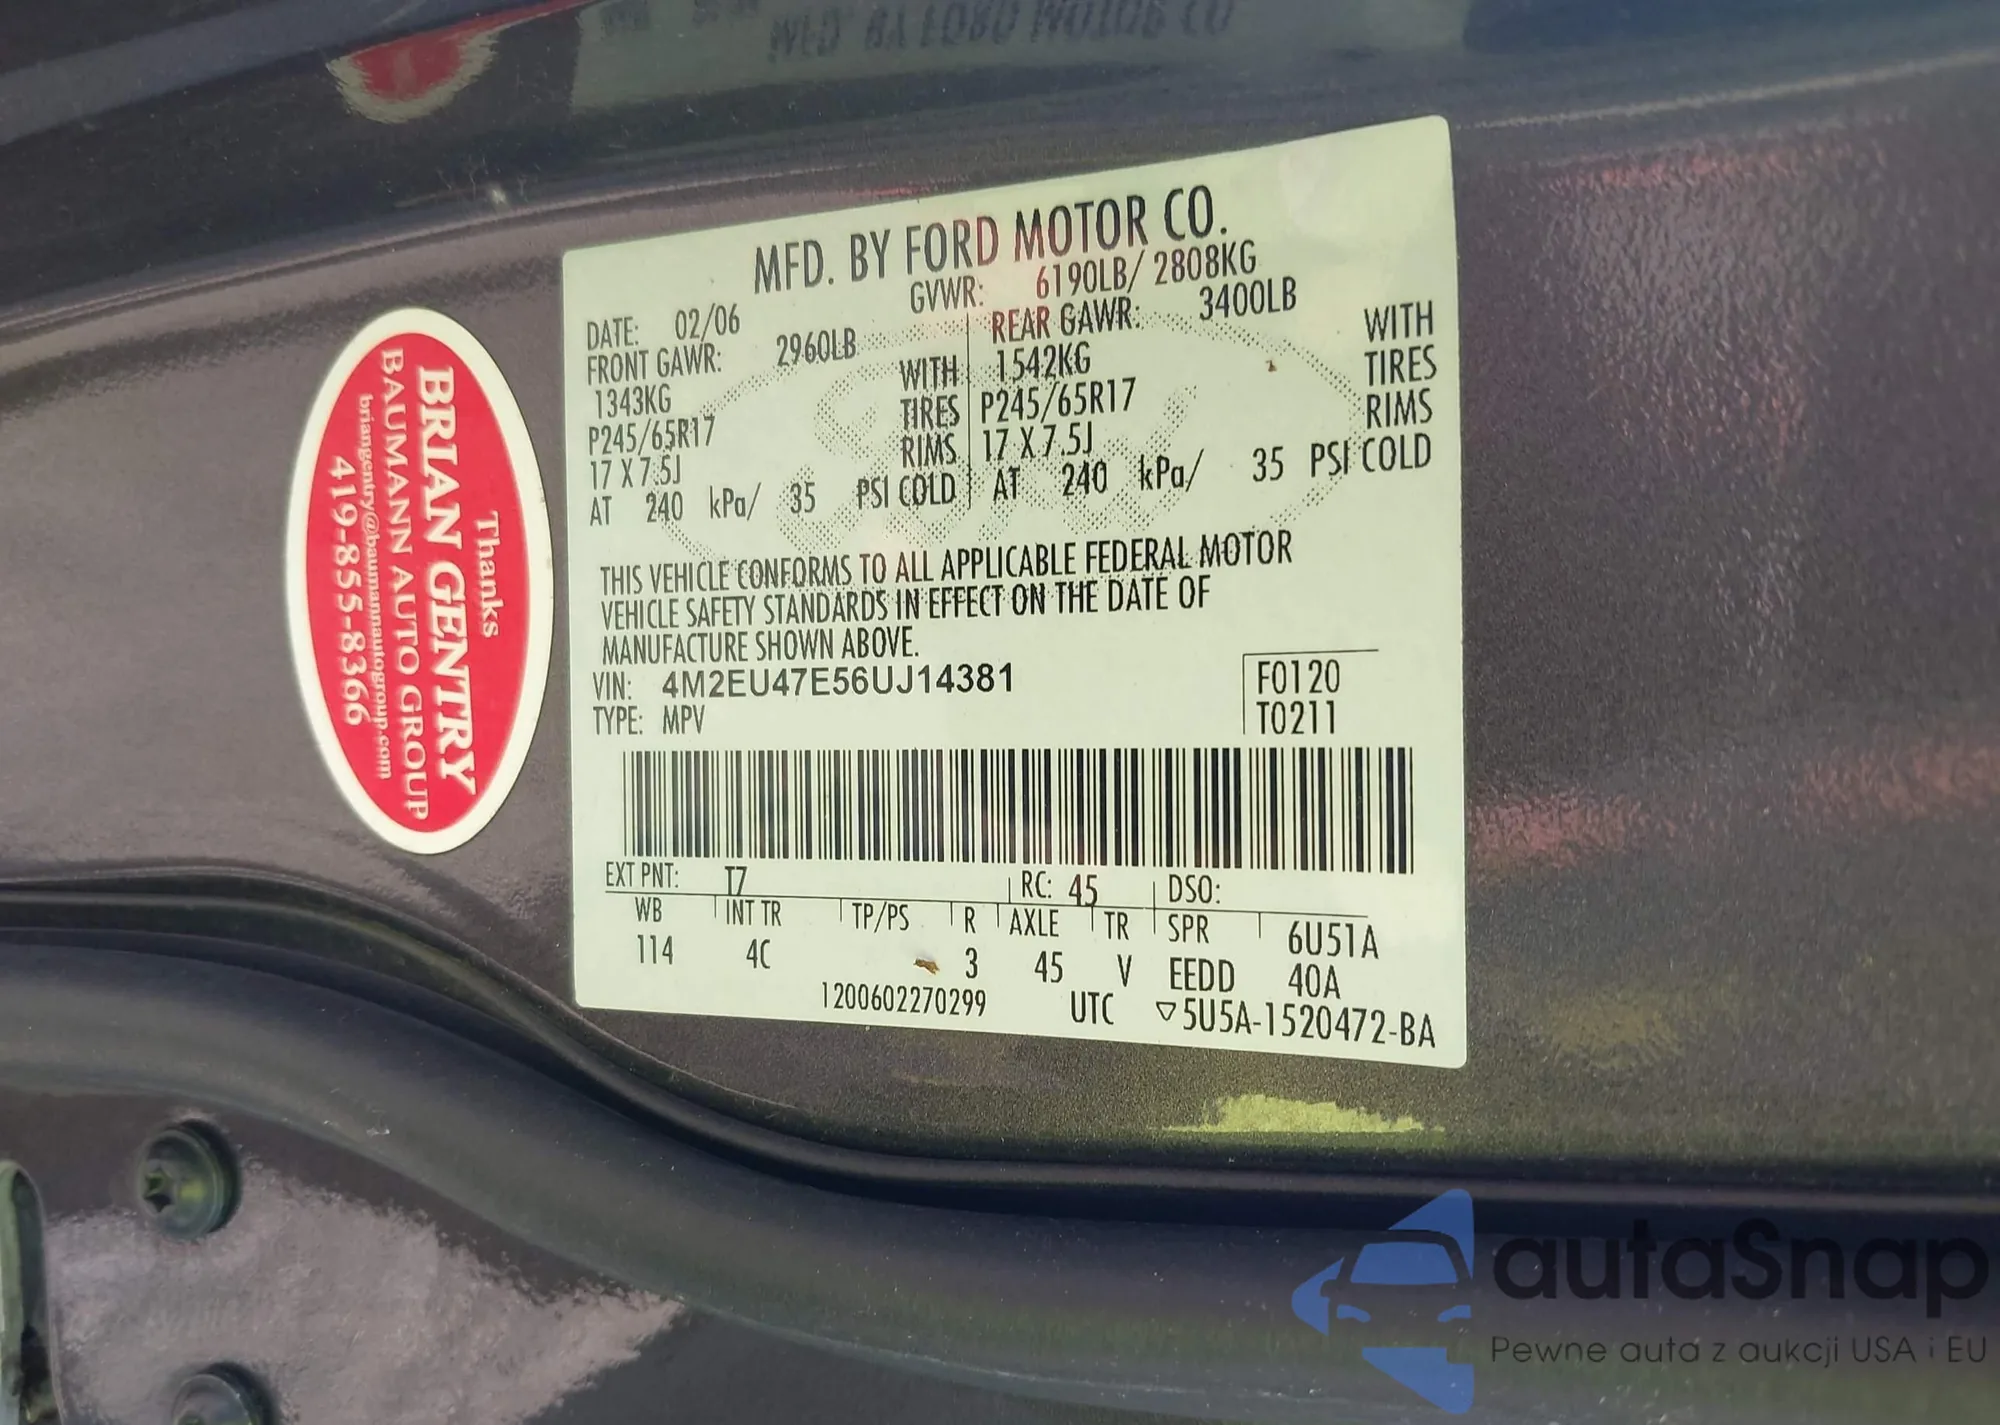 MFD. BY FORD MOTOR CO.
DATE: 02/06 GVWR: 6190LB/ 2808KG
FRONT GAWR: 2960LB REAR GAWR: 3400LB
1343KG WITH 1542KG WITH
P245/65R17 TIRES P245/65R17 TIRES
17 X 7.5J RIMS 17 X 7.5J RIMS
AT 240 kPa/ 35 PSI COLD AT 240 kPa/ 35 PSI COLD
THIS VEHICLE CONFORMS TO ALL APPLICABLE FEDERAL MOTOR
VEHICLE SAFETY STANDARDS IN EFFECT ON THE DATE OF
MANUFACTURE SHOWN ABOVE.
VIN: 4M2EU47E56UJ14381 F0120
TYPE: MPV T0211
EXT PNT: T7 RC: 45 DSO:
WB INT TR TP/PS R AXLE TR SPR 6U51A
114 4C 3 45 V EEDD 40A
1200602270299 UTC ▽5U5A-1520472-BA
Thanks
BRIAN GENTRY
BAUMANN AUTO GROUP
briangentry@baumannautogroup.com
419-855-8366
autaSnap
Pewne auta z aukcji USA i EU